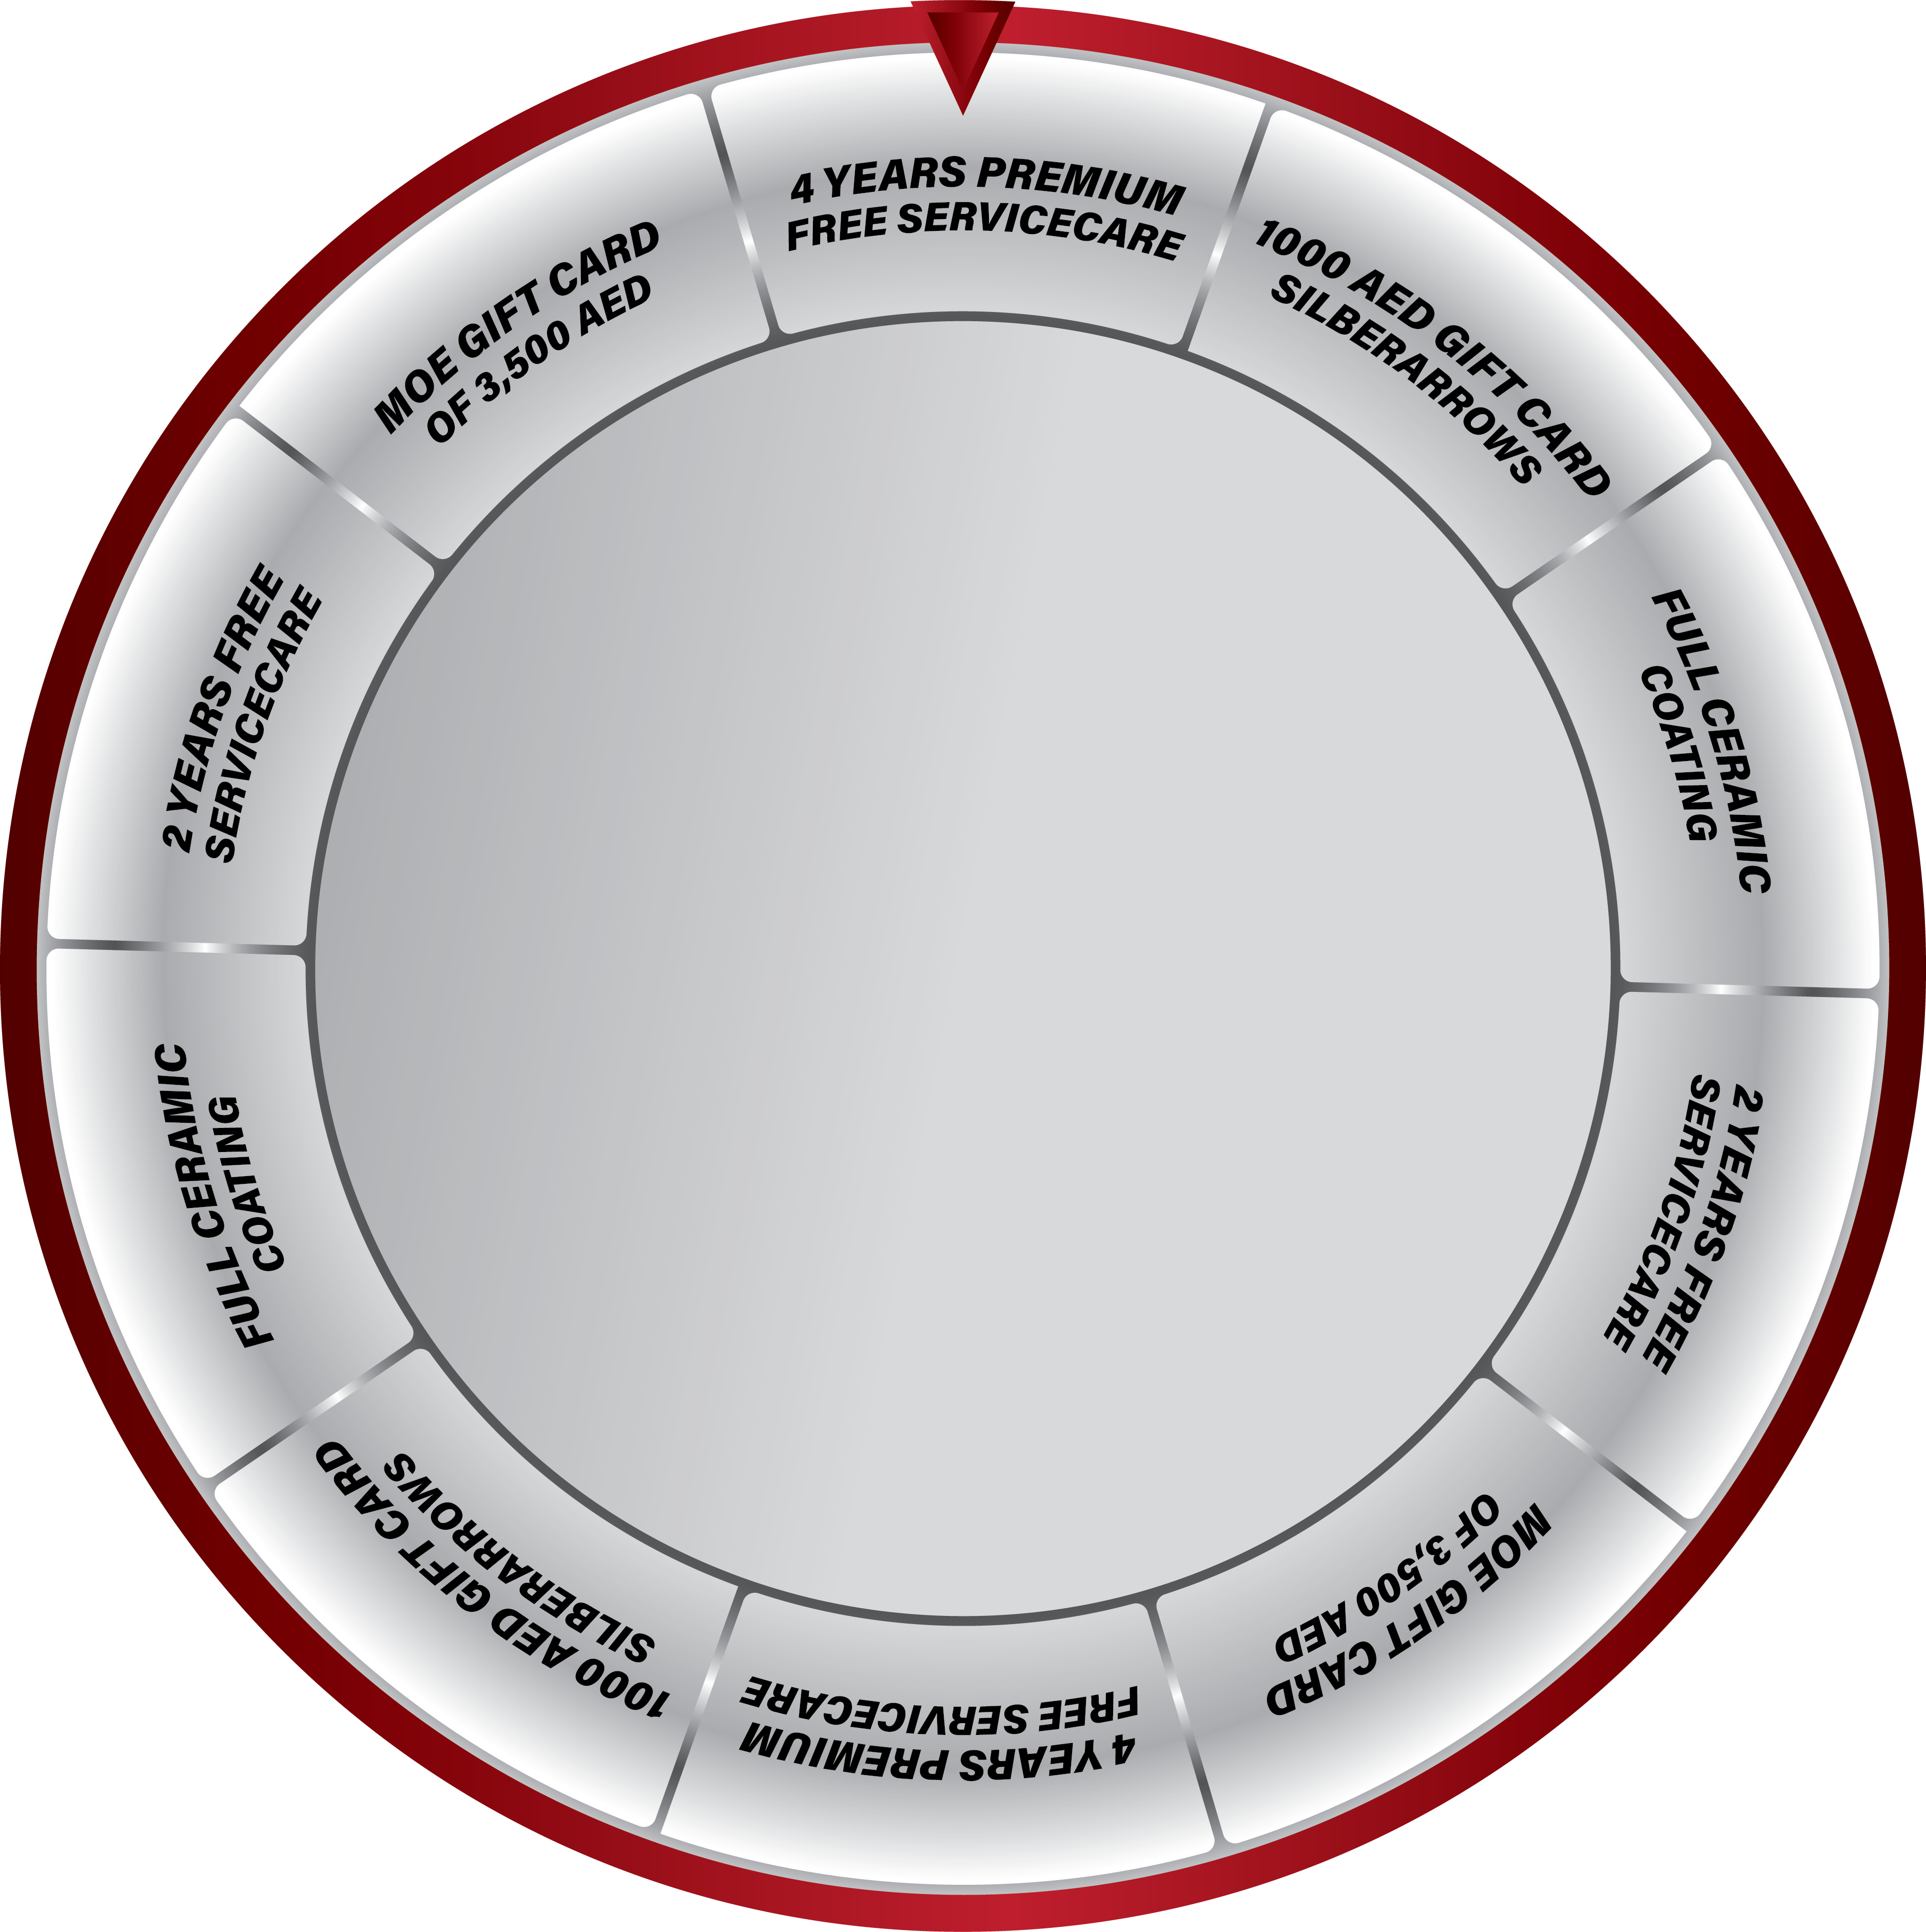 4 YEARS PREMIUM
FREE SERVICECARE
1000 AED GIFT CARD
SILBERARROWS
FULL CERAMIC
COATING
2 YEARS FREE
SERVICECARE
MOE GIFT CARD
OF 3,500 AED
4 YEARS PREMIUM
FREE SERVICECARE
1000 AED GIFT CARD
SILBERARROWS
FULL CERAMIC
COATING
2 YEARS FREE
SERVICECARE
MOE GIFT CARD
OF 3,500 AED